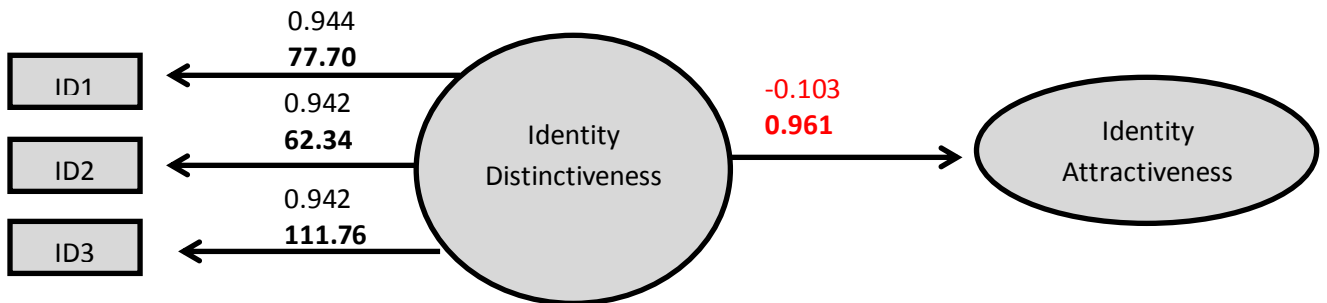 0.944
77.70
ID1
0.942
62.34
ID2
0.942
111.76
ID3
Identity
Distinctiveness
-0.103
0.961
Identity
Attractiveness